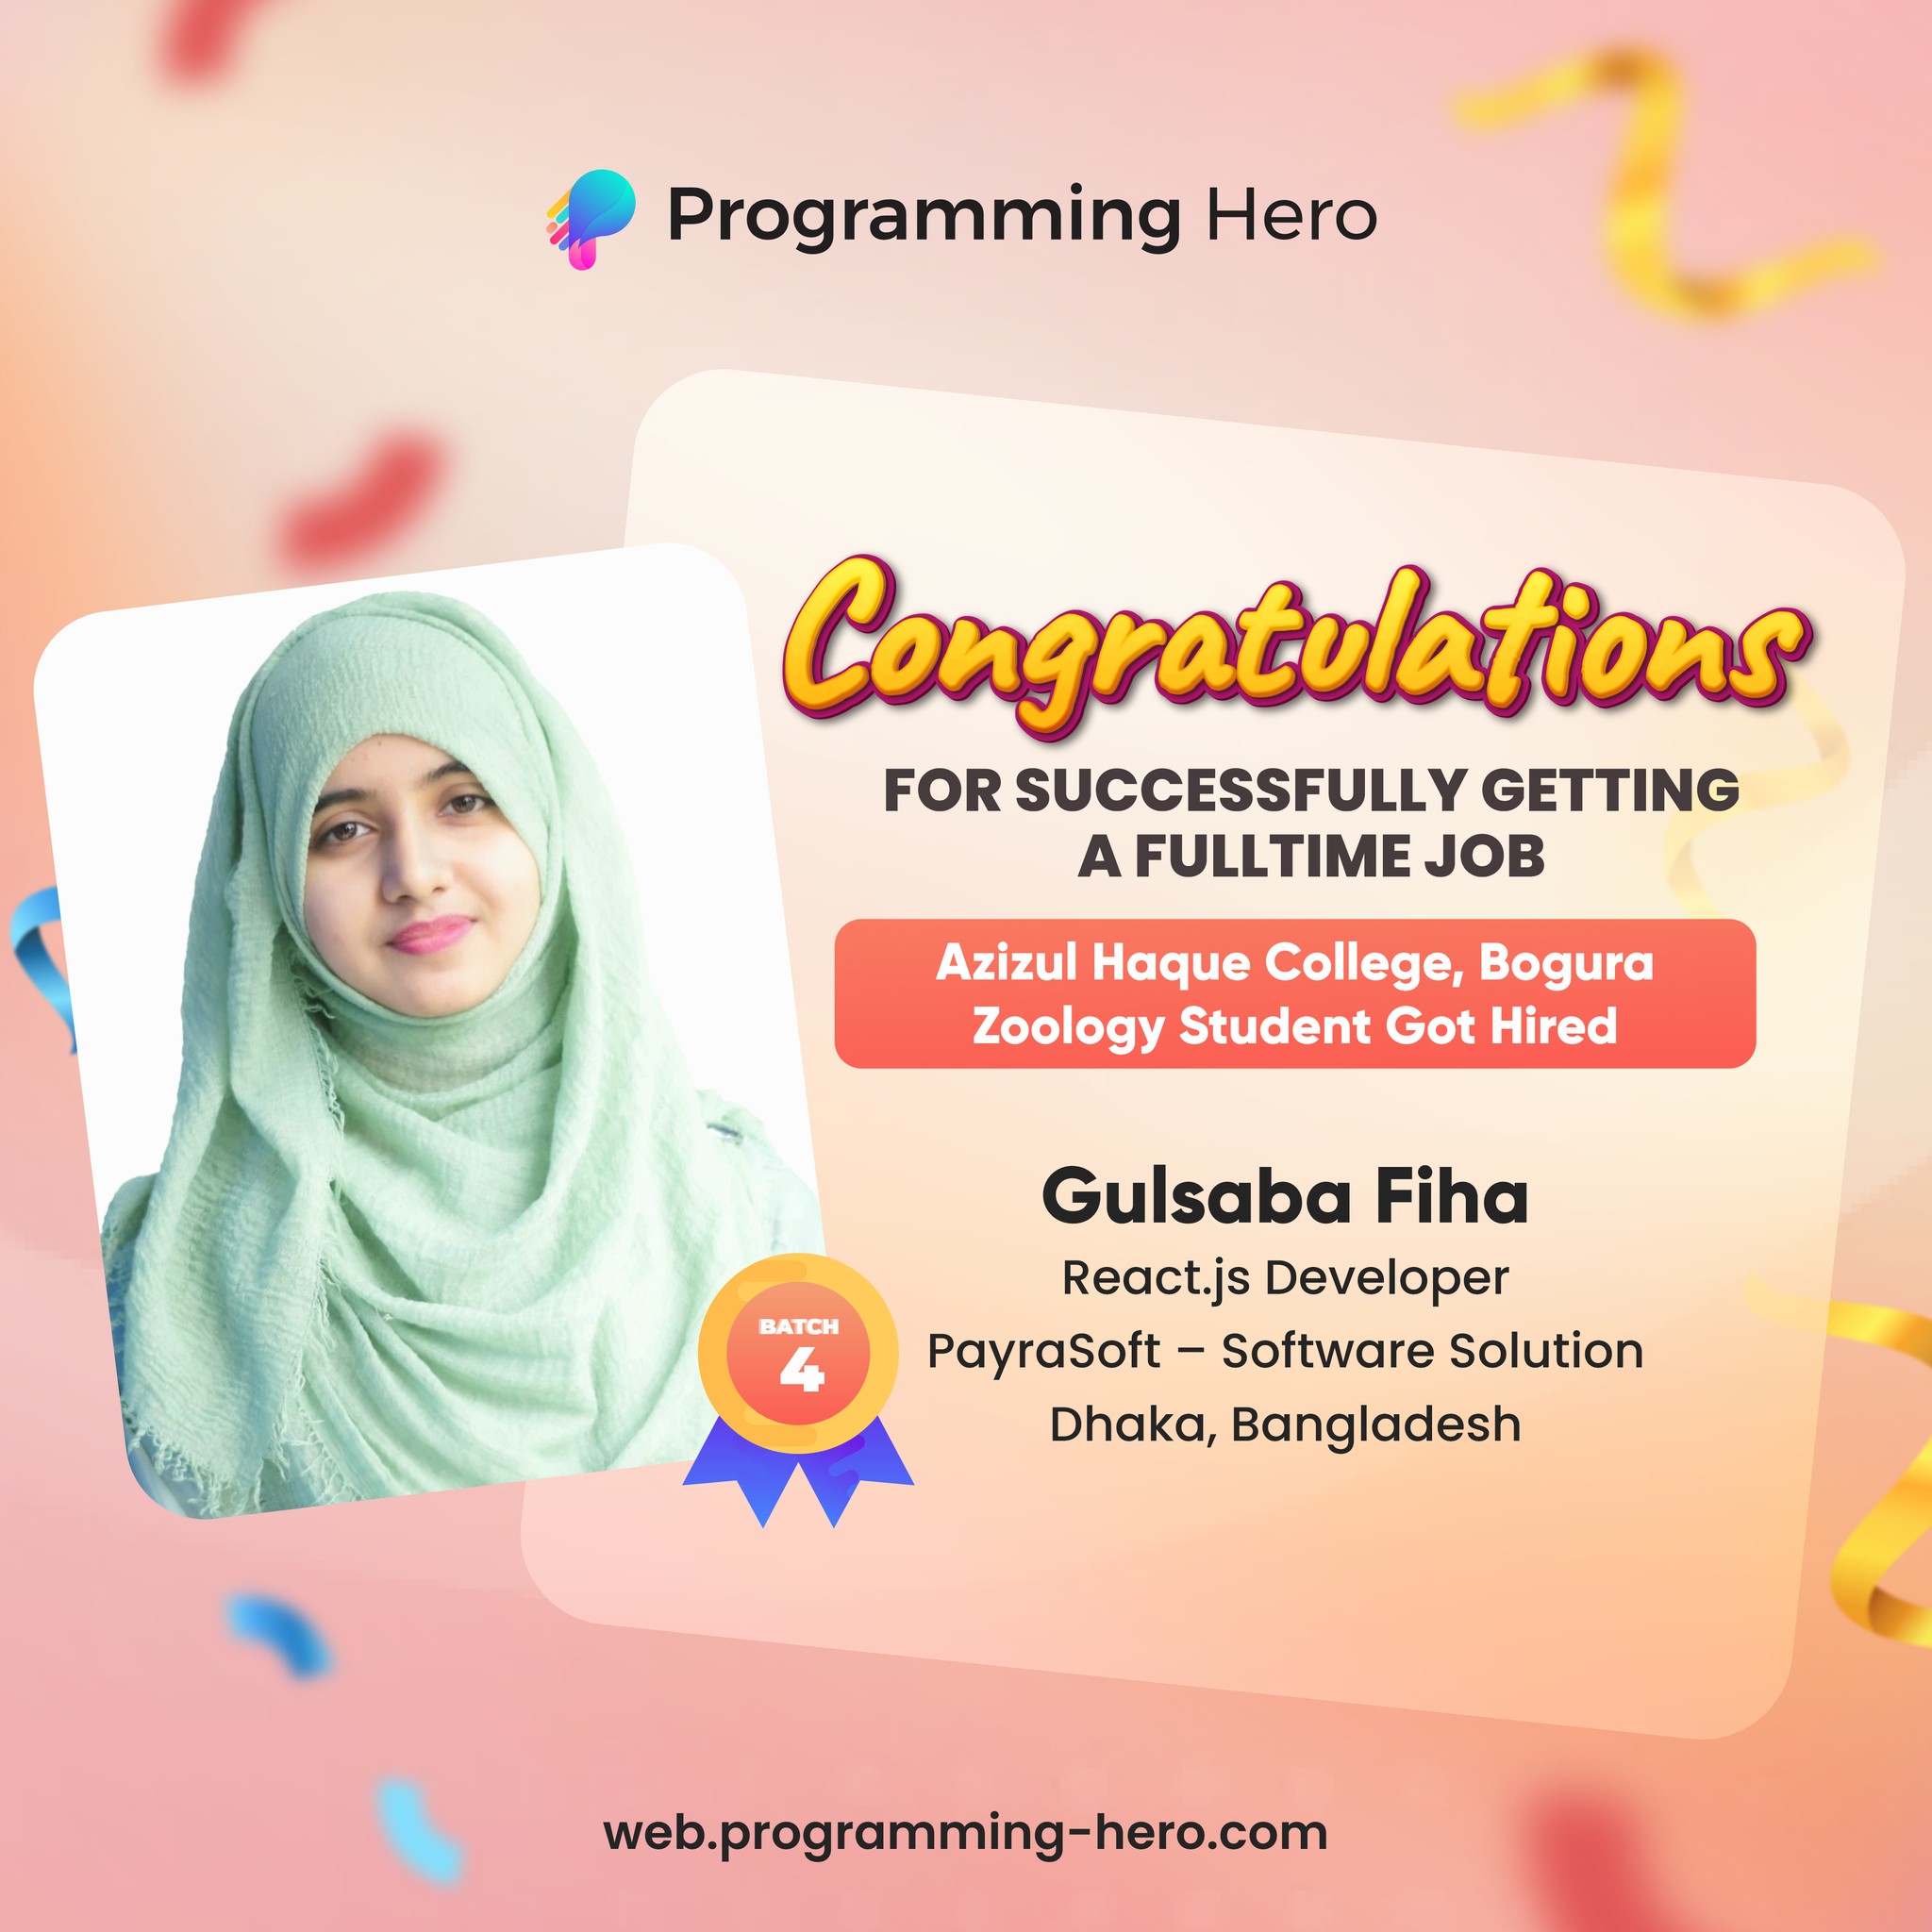 Programming Hero
Congratulations
FOR SUCCESSFULLY GETTING
A FULLTIME JOB
Azizul Haque College, Bogura
Zoology Student Got Hired
Gulsaba Fiha
React.js Developer
PayraSoft – Software Solution
Dhaka, Bangladesh
BATCH
4
web.programming-hero.com